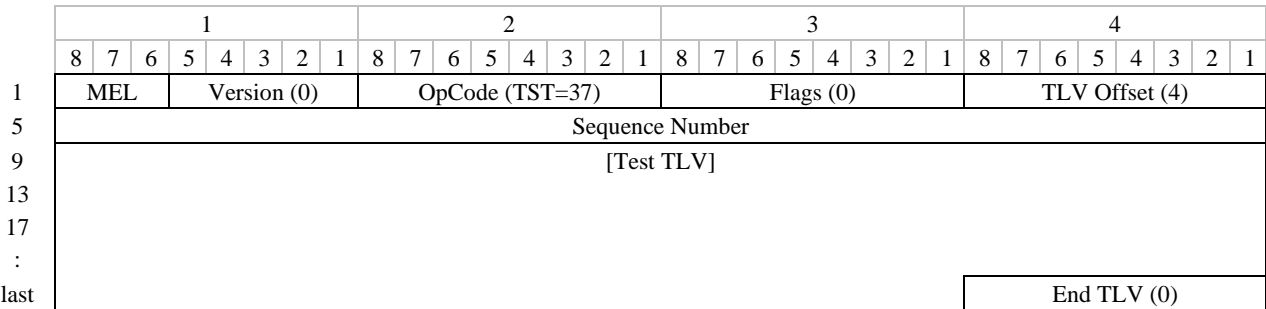 1 2 3 4
8 7 6 5 4 3 2 1 8 7 6 5 4 3 2 1 8 7 6 5 4 3 2 1 8 7 6 5 4 3 2 1
1 MEL Version (0) OpCode (TST=37) Flags (0) TLV Offset (4)
5 Sequence Number
9 [Test TLV]
13
17
:
last End TLV (0)